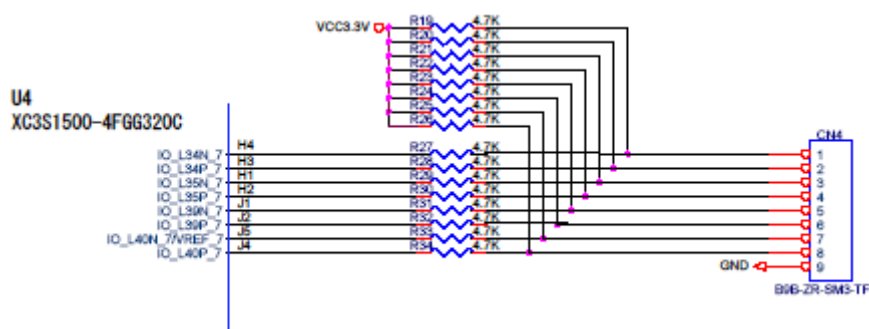 VCC3.3V
R19 4.7K
R20 4.7K
R21 4.7K
R22 4.7K
R23 4.7K
R24 4.7K
R25 4.7K
R26 4.7K
U4
XC3S1500-4FGG320C
CN4
IO_L34N_7 H4 R27 4.7K 1
IO_L34P_7 H3 R28 4.7K 2
IO_L35N_7 H1 R29 4.7K 3
IO_L35P_7 H2 R30 4.7K 4
IO_L39N_7 J1 R31 4.7K 5
IO_L39P_7 J2 R32 4.7K 6
IO_L40N_7/VREF_7 J5 R33 4.7K 7
IO_L40P_7 J4 R34 4.7K 8
GND 9
B9B-ZR-SM3-TF